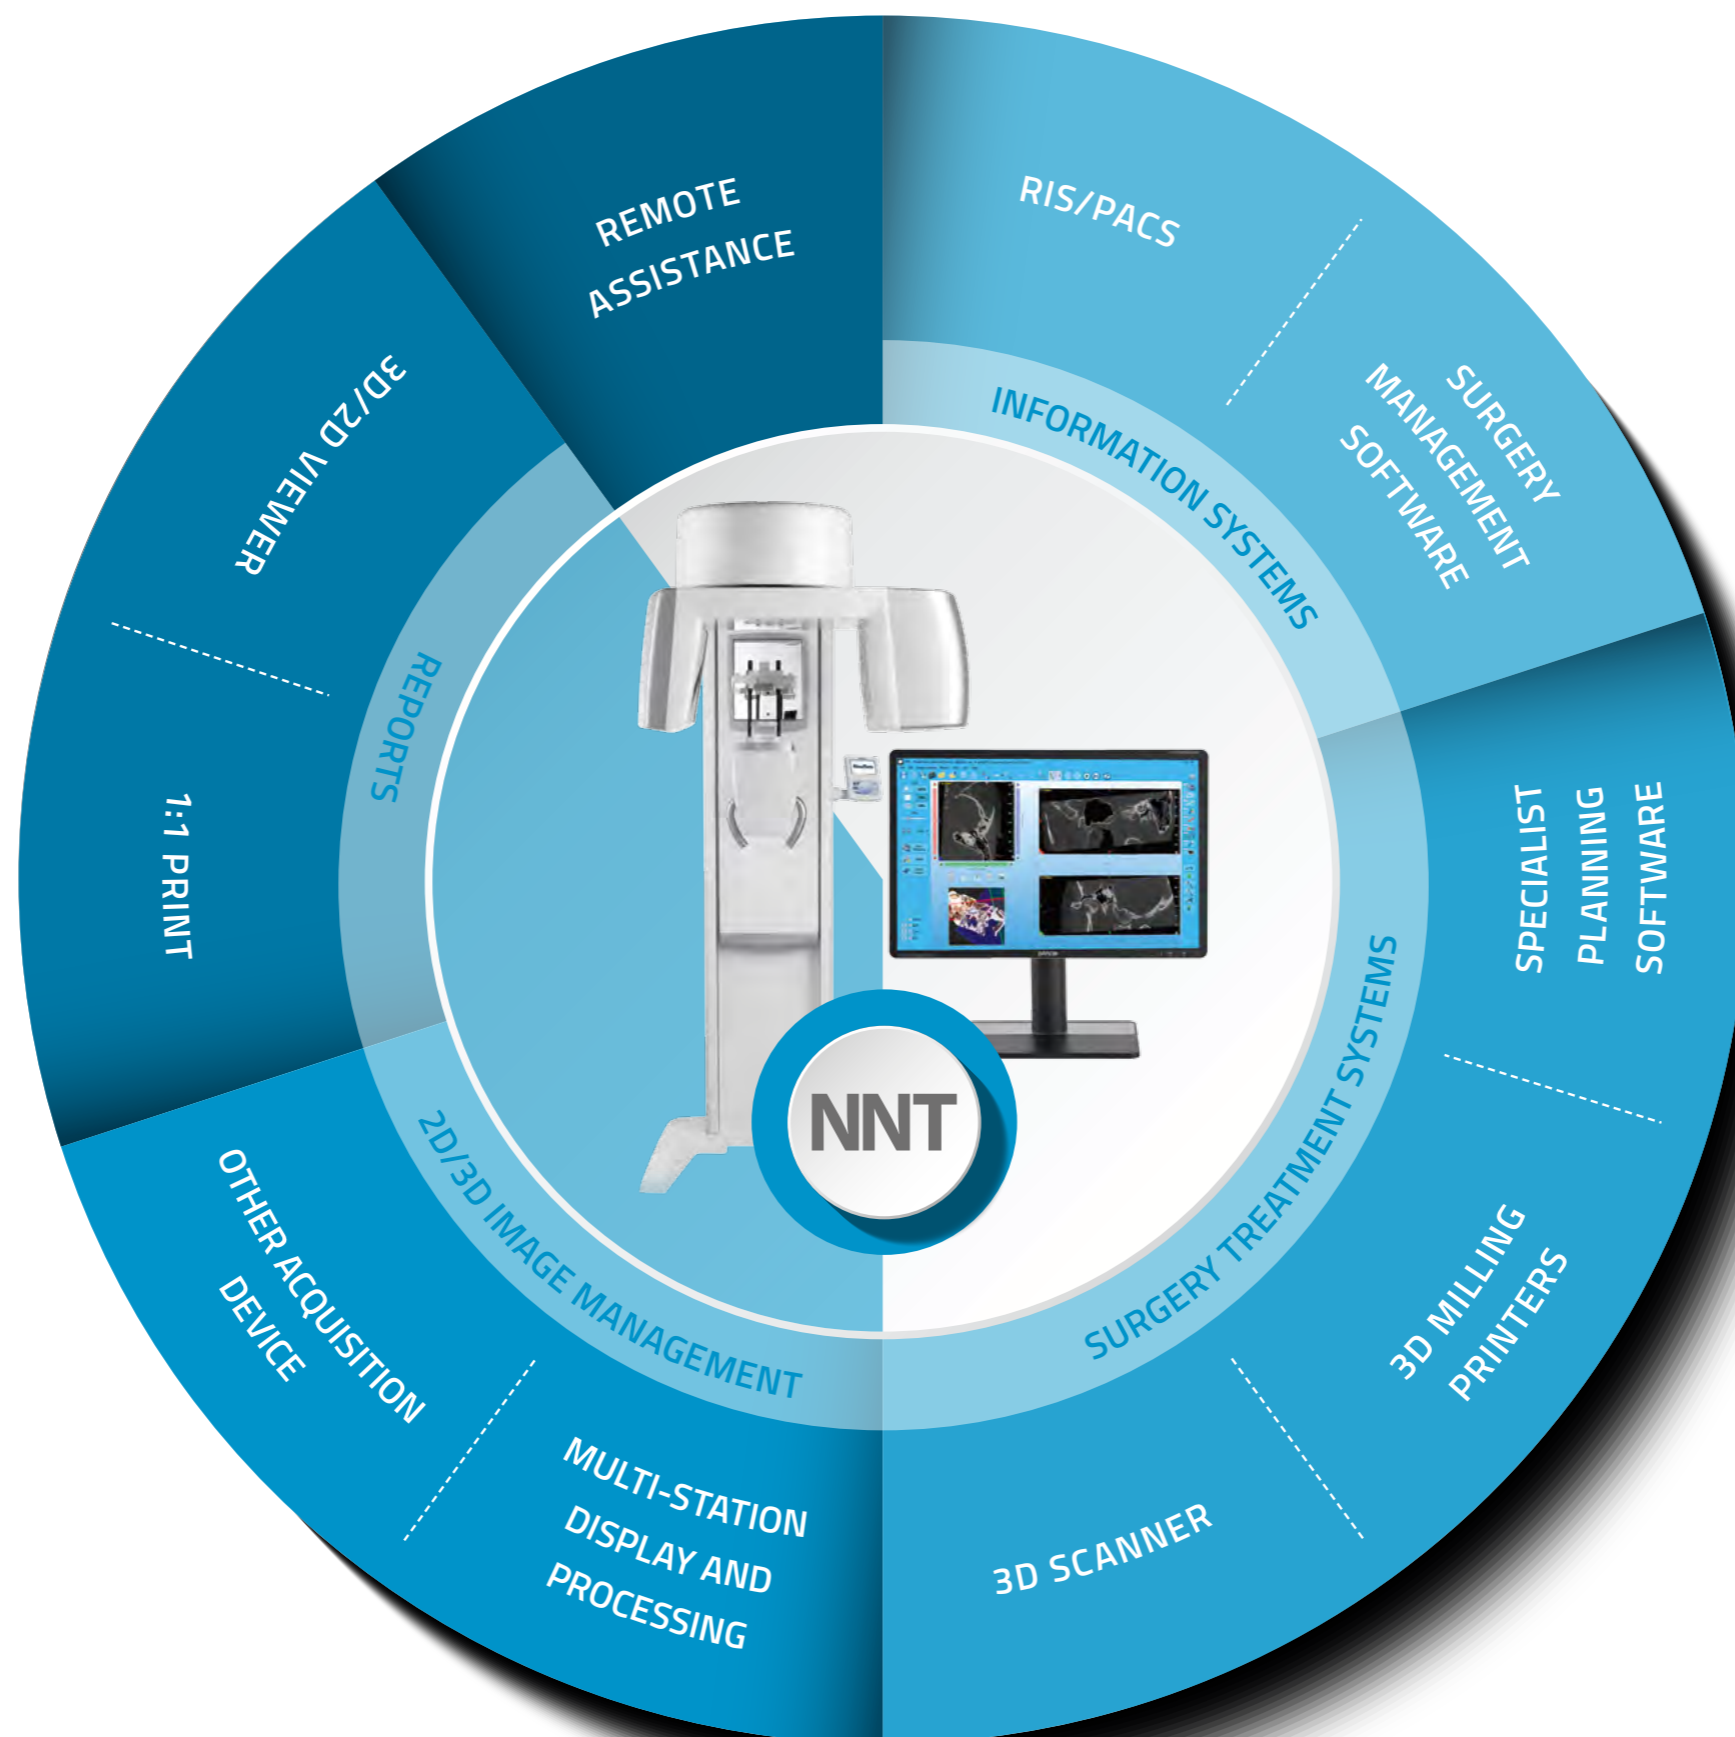 REMOTE
ASSISTANCE
RIS/PACS
SURGERY
MANAGEMENT
SOFTWARE
INFORMATION SYSTEMS
SPECIALIST
PLANNING
SOFTWARE
3D MILLING
PRINTERS
3D SCANNER
SURGERY TREATMENT SYSTEMS
MULTI-STATION
DISPLAY AND
PROCESSING
OTHER ACQUISITION
DEVICE
2D/3D IMAGE MANAGEMENT
1:1 PRINT
3D/2D VIEWER
REPORTS
NNT